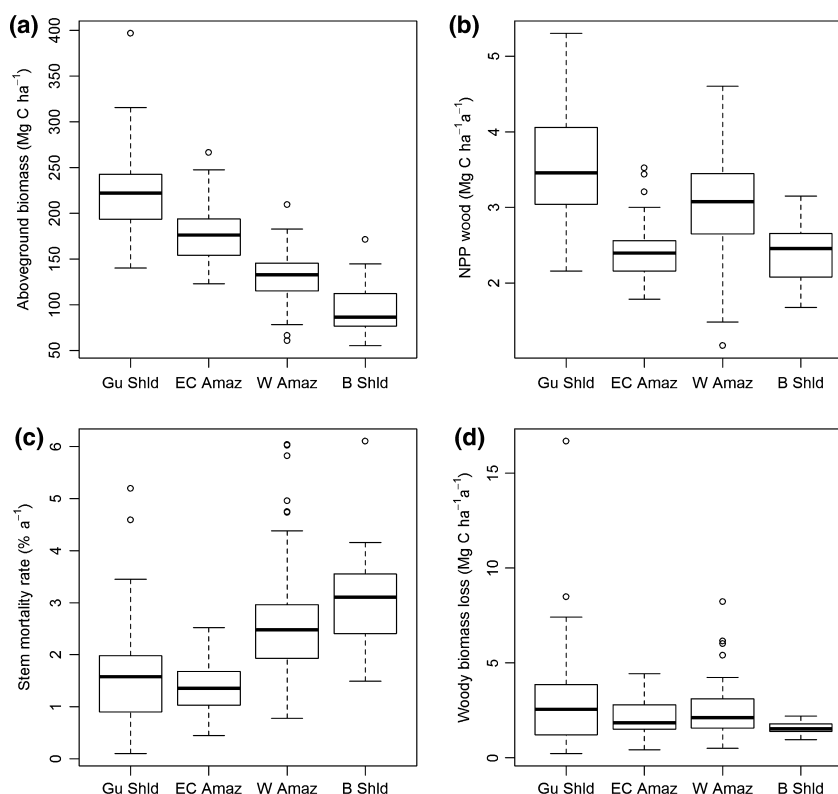 (a)
Aboveground biomass (Mg C ha−1)
400
350
300
250
200
150
100
50
Gu Shld EC Amaz W Amaz B Shld
(b)
NPP wood (Mg C ha−1a−1)
5
4
3
2
Gu Shld EC Amaz W Amaz B Shld
(c)
Stem mortality rate (% a−1)
6
5
4
3
2
1
0
Gu Shld EC Amaz W Amaz B Shld
(d)
Woody biomass loss (Mg C ha−1a−1)
15
10
5
0
Gu Shld EC Amaz W Amaz B Shld